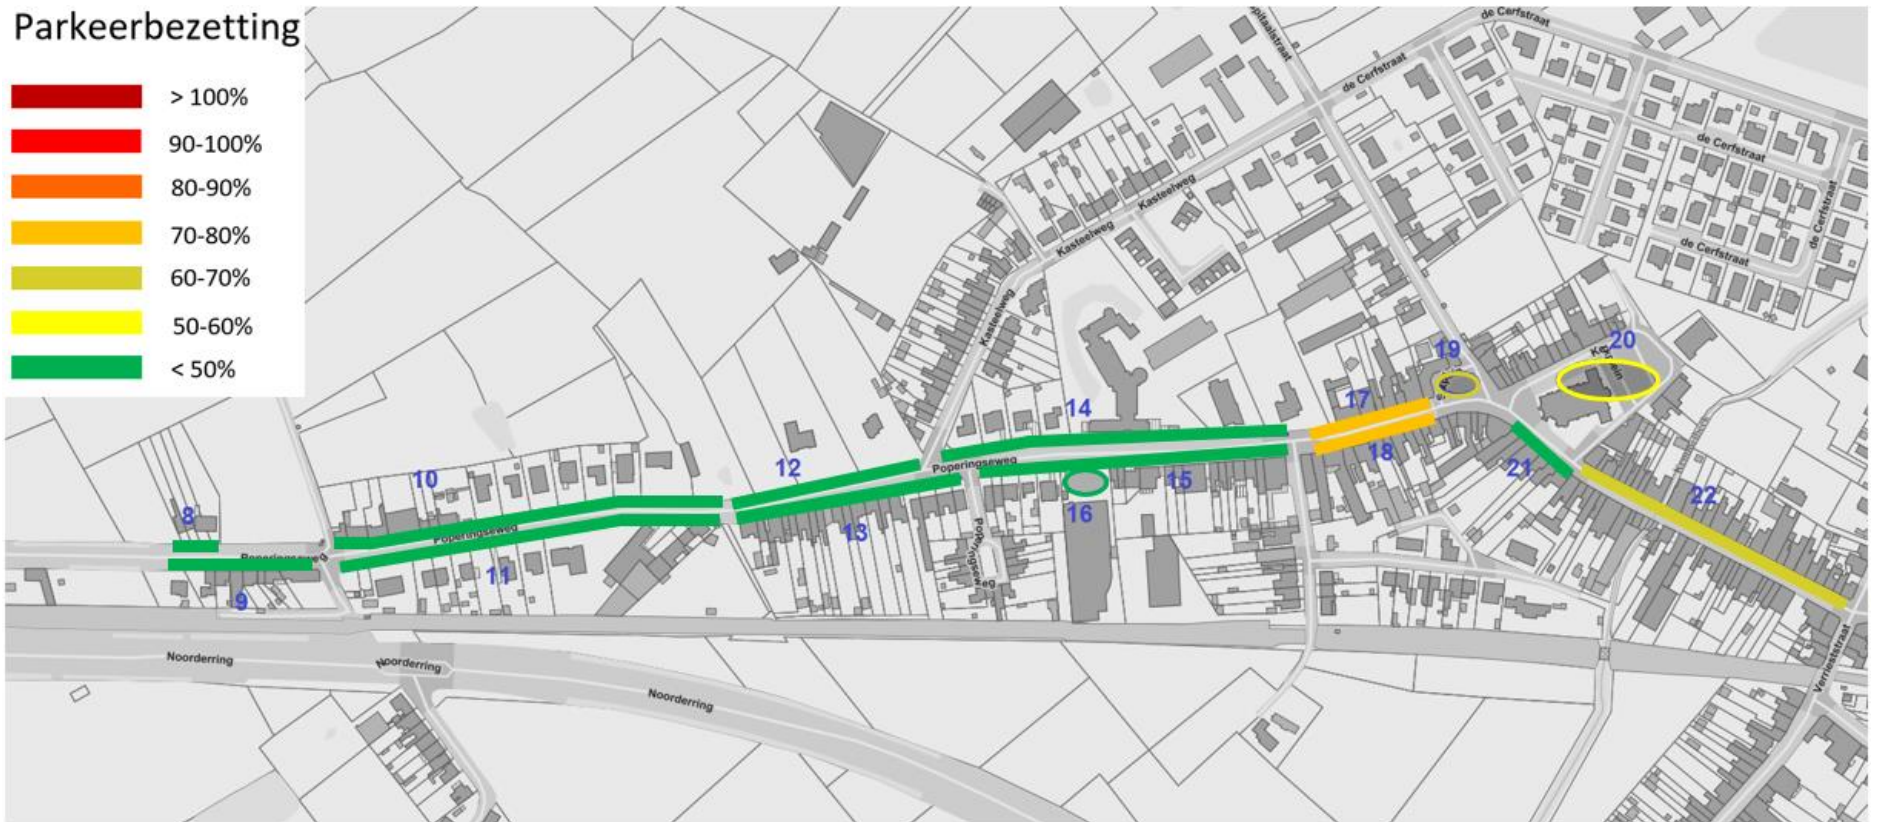 Parkeerbezetting
> 100%
90-100%
80-90%
70-80%
60-70%
50-60%
< 50%
de Cerfstraat
de Cerfstraat
de Cerfstraat
de Cerfstraat
de Cerfstraat
Kasteelweg
Kasteelweg
Kasteelweg
20
19
17
14
18
12
10
Poperingseweg
21
15
22
16
8
Poperingseweg
13
Poperingseweg
Poperingseweg
11
9
Noorderring
Noorderring
Noorderring
Verrieststraat